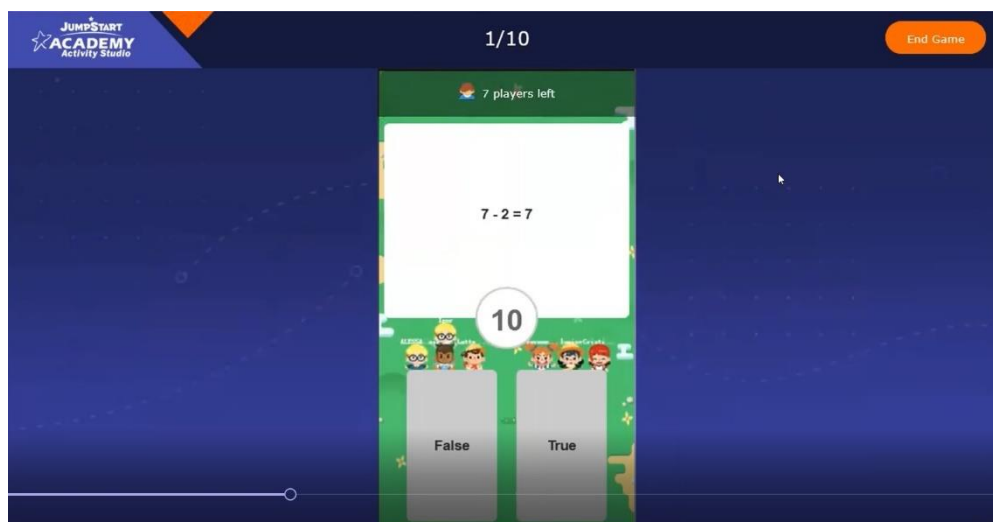 JUMPSTART
ACADEMY
Activity Studio
1/10
End Game
7 players left
7 - 2 = 7
10
False
True